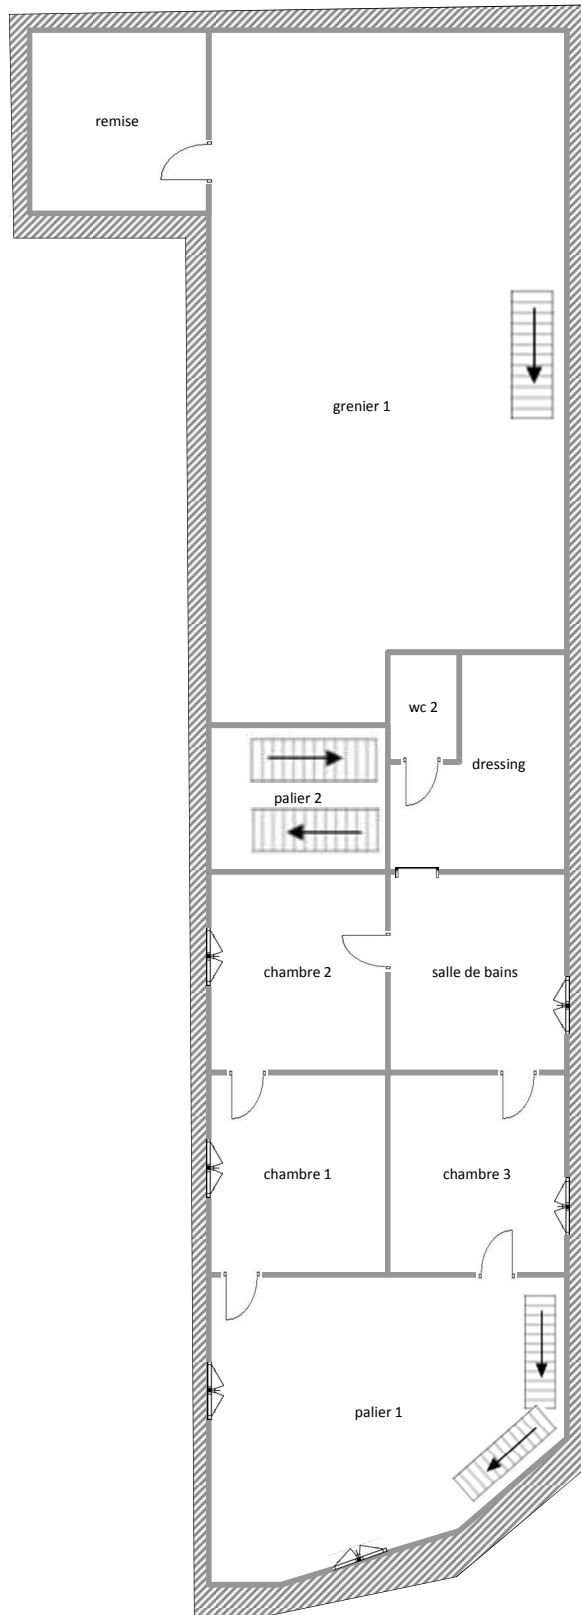 remise
grenier 1
wc 2
dressing
palier 2
chambre 2
salle de bains
chambre 1
chambre 3
palier 1